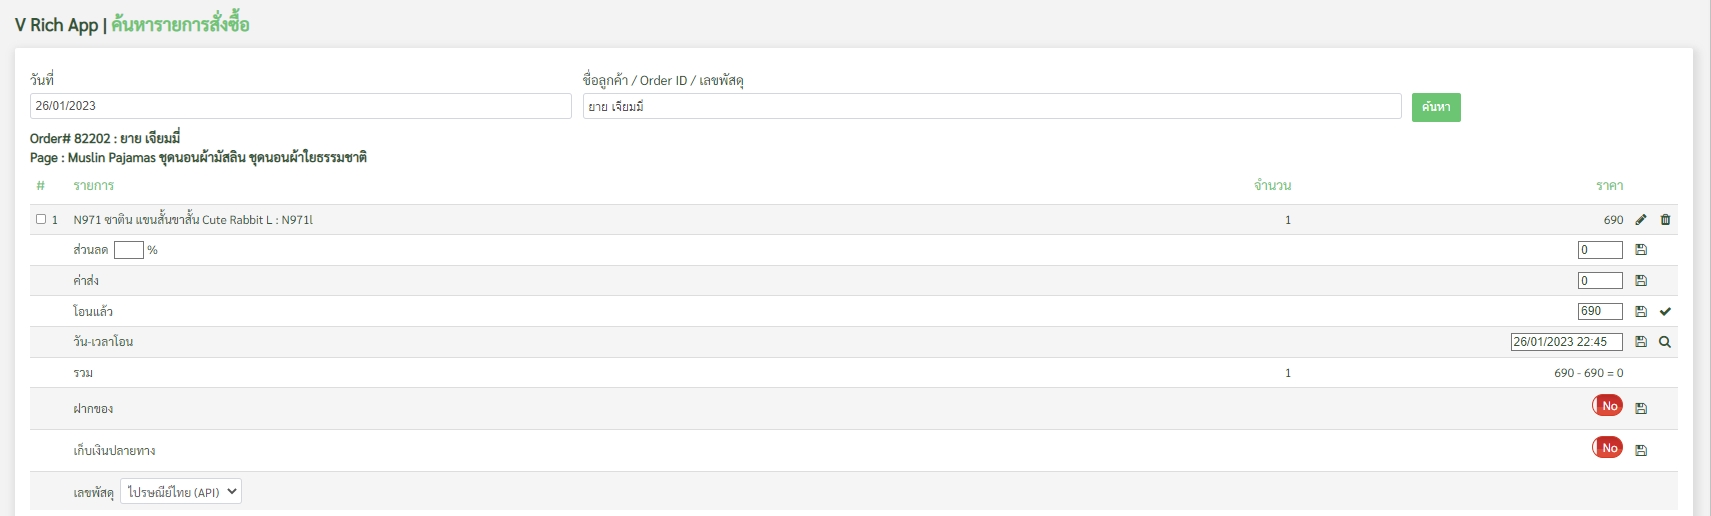 V Rich App | ค้นหารายการสั่งซื้อ
วันที่ ชื่อลูกค้า / Order ID / เลขพัสดุ
26/01/2023 ยาย เจียมมี่ ค้นหา
Order# 82202 : ยาย เจียมมี่
Page : Muslin Pajamas ชุดนอนผ้ามัสลิน ชุดนอนผ้าใยธรรมชาติ
# รายการ จำนวน ราคา
1 N971 ซาติน แขนสั้นขาสั้น Cute Rabbit L : N971l 1 690
ส่วนลด % 0
ค่าส่ง 0
โอนแล้ว 690
วัน-เวลาโอน 26/01/2023 22:45
รวม 1 690 - 690 = 0
ฝากของ No
เก็บเงินปลายทาง No
เลขพัสดุ ไปรษณีย์ไทย (API)